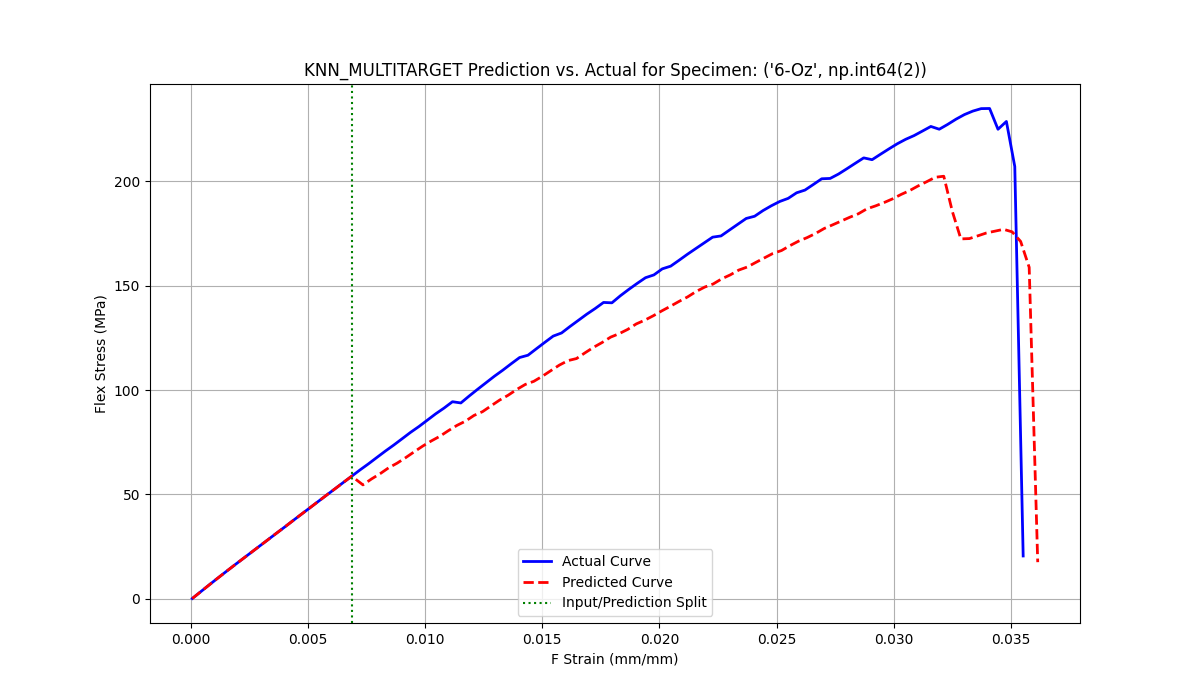 KNN_MULTITARGET Prediction vs. Actual for Specimen: ('6-Oz', np.int64(2))
Flex Stress (MPa)
200
150
100
50
0
Actual Curve
Predicted Curve
Input/Prediction Split
0.000 0.005 0.010 0.015 0.020 0.025 0.030 0.035
F Strain (mm/mm)